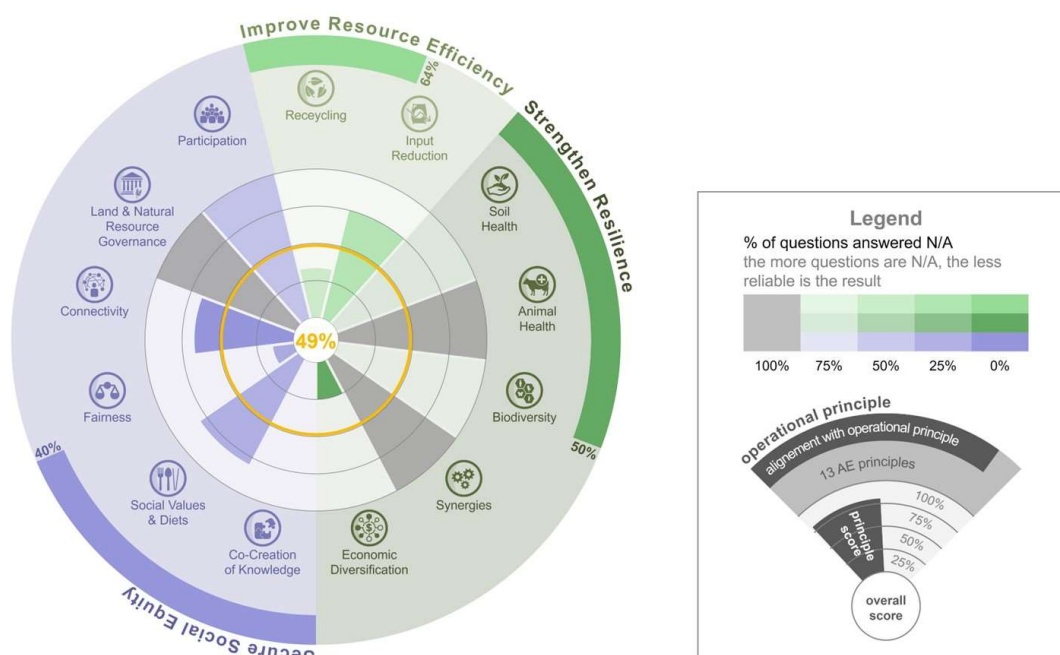 Improve Resource Efficiency
64%
Receycling
Input
Reduction
Strengthen Resilience
Soil
Health
Animal
Health
Biodiversity
50%
Synergies
Economic
Diversification
Co-Creation
of Knowledge
Secure Social Equity
Social Values
& Diets
40%
Fairness
Connectivity
Land & Natural
Resource
Governance
Participation
49%
Legend
% of questions answered N/A
the more questions are N/A, the less
reliable is the result
100% 75% 50% 25% 0%
operational principle
alignement with operational principle
13 AE principles
100%
75%
50%
25%
principle
score
overall
score